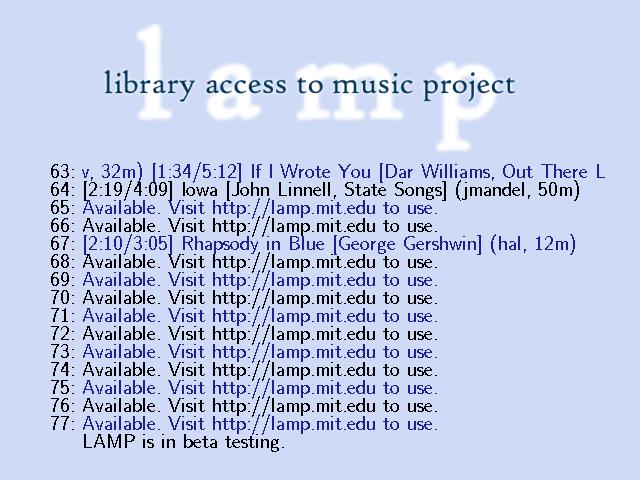 lamp
library access to music project
63: v, 32m) [1:34/5:12] If I Wrote You [Dar Williams, Out There L
64: [2:19/4:09] Iowa [John Linnell, State Songs] (jmandel, 50m)
65: Available. Visit http://lamp.mit.edu to use.
66: Available. Visit http://lamp.mit.edu to use.
67: [2:10/3:05] Rhapsody in Blue [George Gershwin] (hal, 12m)
68: Available. Visit http://lamp.mit.edu to use.
69: Available. Visit http://lamp.mit.edu to use.
70: Available. Visit http://lamp.mit.edu to use.
71: Available. Visit http://lamp.mit.edu to use.
72: Available. Visit http://lamp.mit.edu to use.
73: Available. Visit http://lamp.mit.edu to use.
74: Available. Visit http://lamp.mit.edu to use.
75: Available. Visit http://lamp.mit.edu to use.
76: Available. Visit http://lamp.mit.edu to use.
77: Available. Visit http://lamp.mit.edu to use.
LAMP is in beta testing.